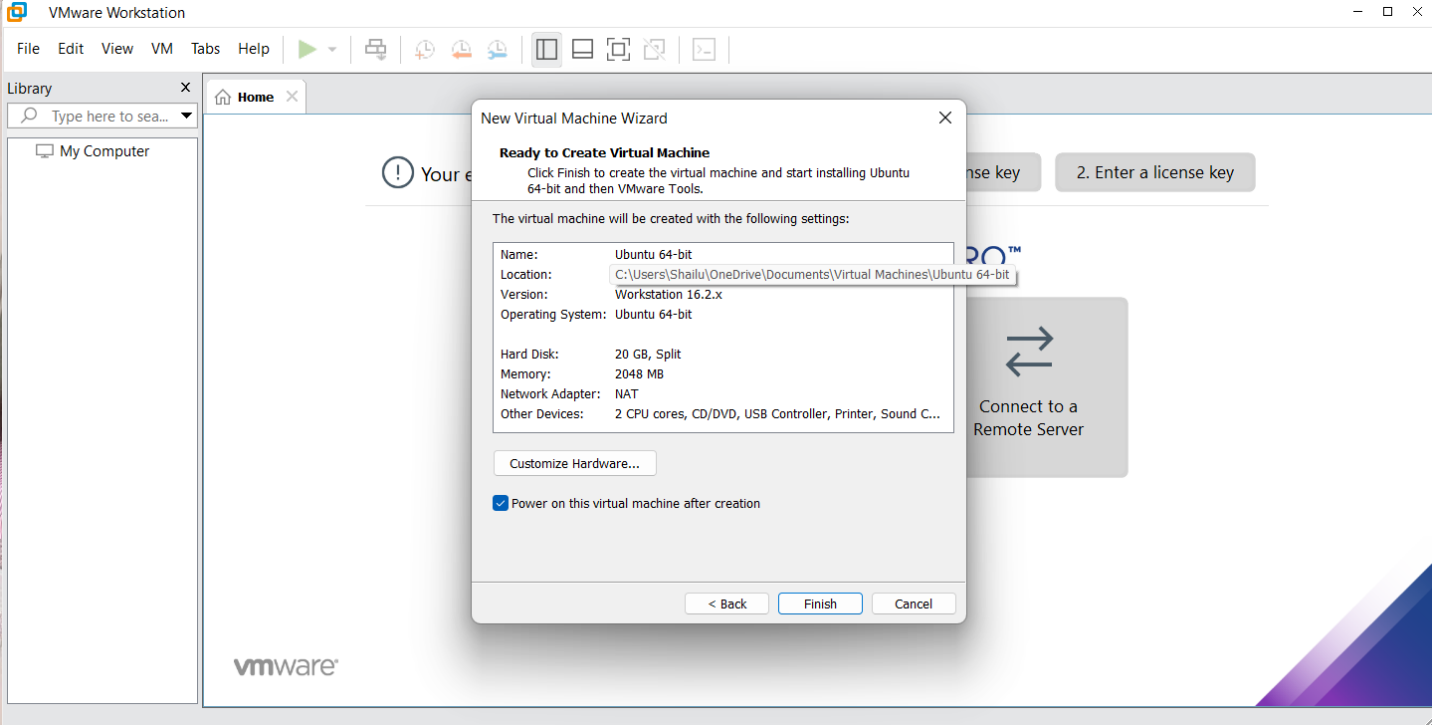 VMware Workstation
File Edit View VM Tabs Help
Library
Type here to sea...
My Computer
Home
Your
nse key
2. Enter a license key
RO™
Connect to a
Remote Server
vmware®
New Virtual Machine Wizard
Ready to Create Virtual Machine
Click Finish to create the virtual machine and start installing Ubuntu
64-bit and then VMware Tools.
The virtual machine will be created with the following settings:
Name: Ubuntu 64-bit
Location: C:\Users\Shailu\OneDrive\Documents\Virtual Machines\Ubuntu 64-bit
Version: Workstation 16.2.x
Operating System: Ubuntu 64-bit
Hard Disk: 20 GB, Split
Memory: 2048 MB
Network Adapter: NAT
Other Devices: 2 CPU cores, CD/DVD, USB Controller, Printer, Sound C...
Customize Hardware...
Power on this virtual machine after creation
< Back Finish Cancel